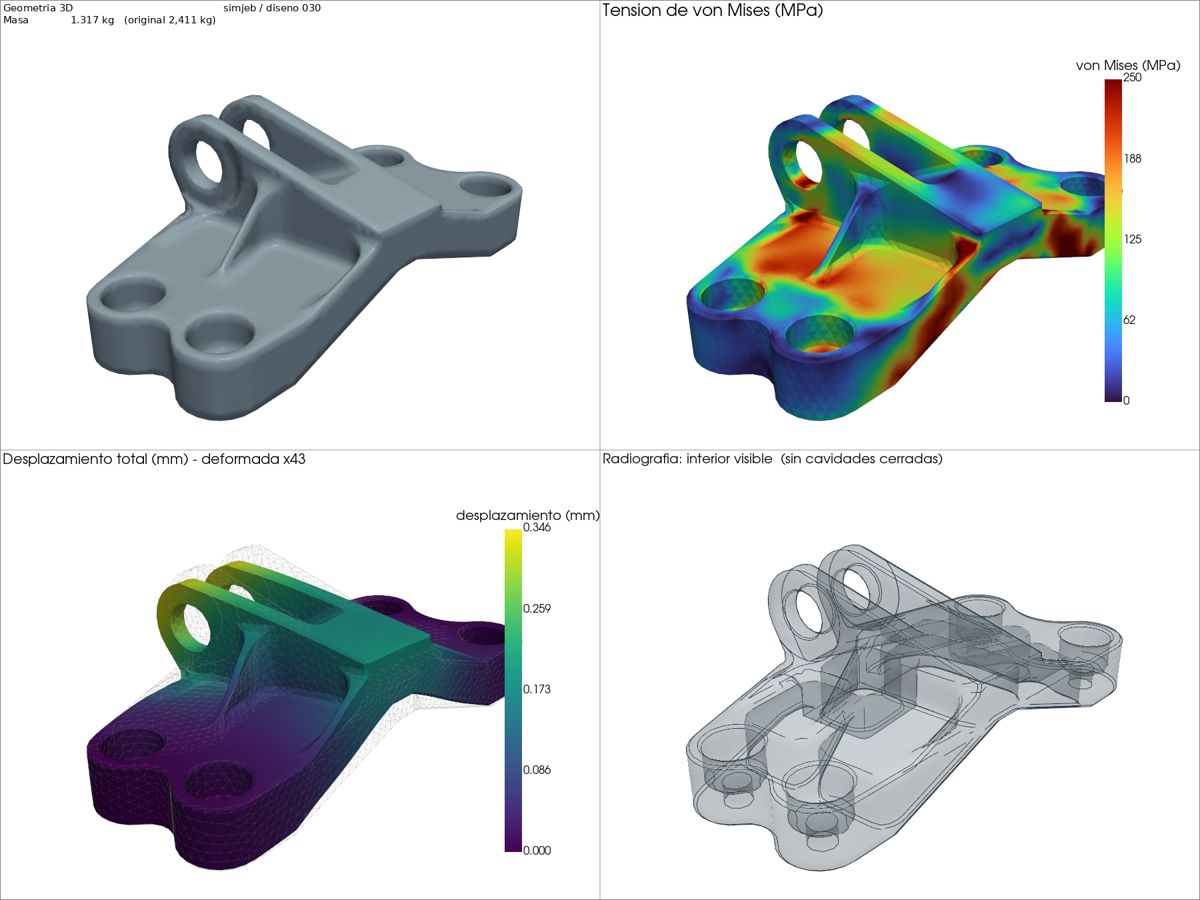 Geometria 3D simjeb / diseno 030
Masa 1.317 kg (original 2,411 kg)
Tension de von Mises (MPa)
von Mises (MPa)
250
188
125
62
0
Desplazamiento total (mm) - deformada x43
desplazamiento (mm)
0.346
0.259
0.173
0.086
0.000
Radiografia: interior visible (sin cavidades cerradas)